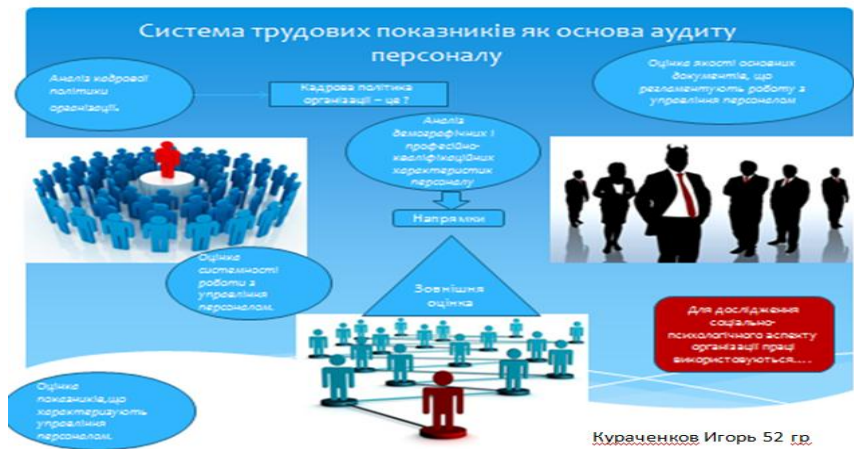 Система трудових показників як основа аудиту
персоналу
Аналіз кадрової
політики
організації.
Кадрова політика
організації – це ?
Оцінка якості основних
документів, що
регламентують роботу з
управління персоналом
Аналіз
демографічних і
професійно-
кваліфікаційних
характеристик
персоналу
Напрямки
Оцінка
системності
роботи з
управління
персоналом.
Зовнішня
оцінка
Для дослідження
соціально-
психологічного аспекту
організації праці
використовуються....
Оцінка
показників,що
характеризують
управління
персоналом.
Кураченков Игорь 52 гр